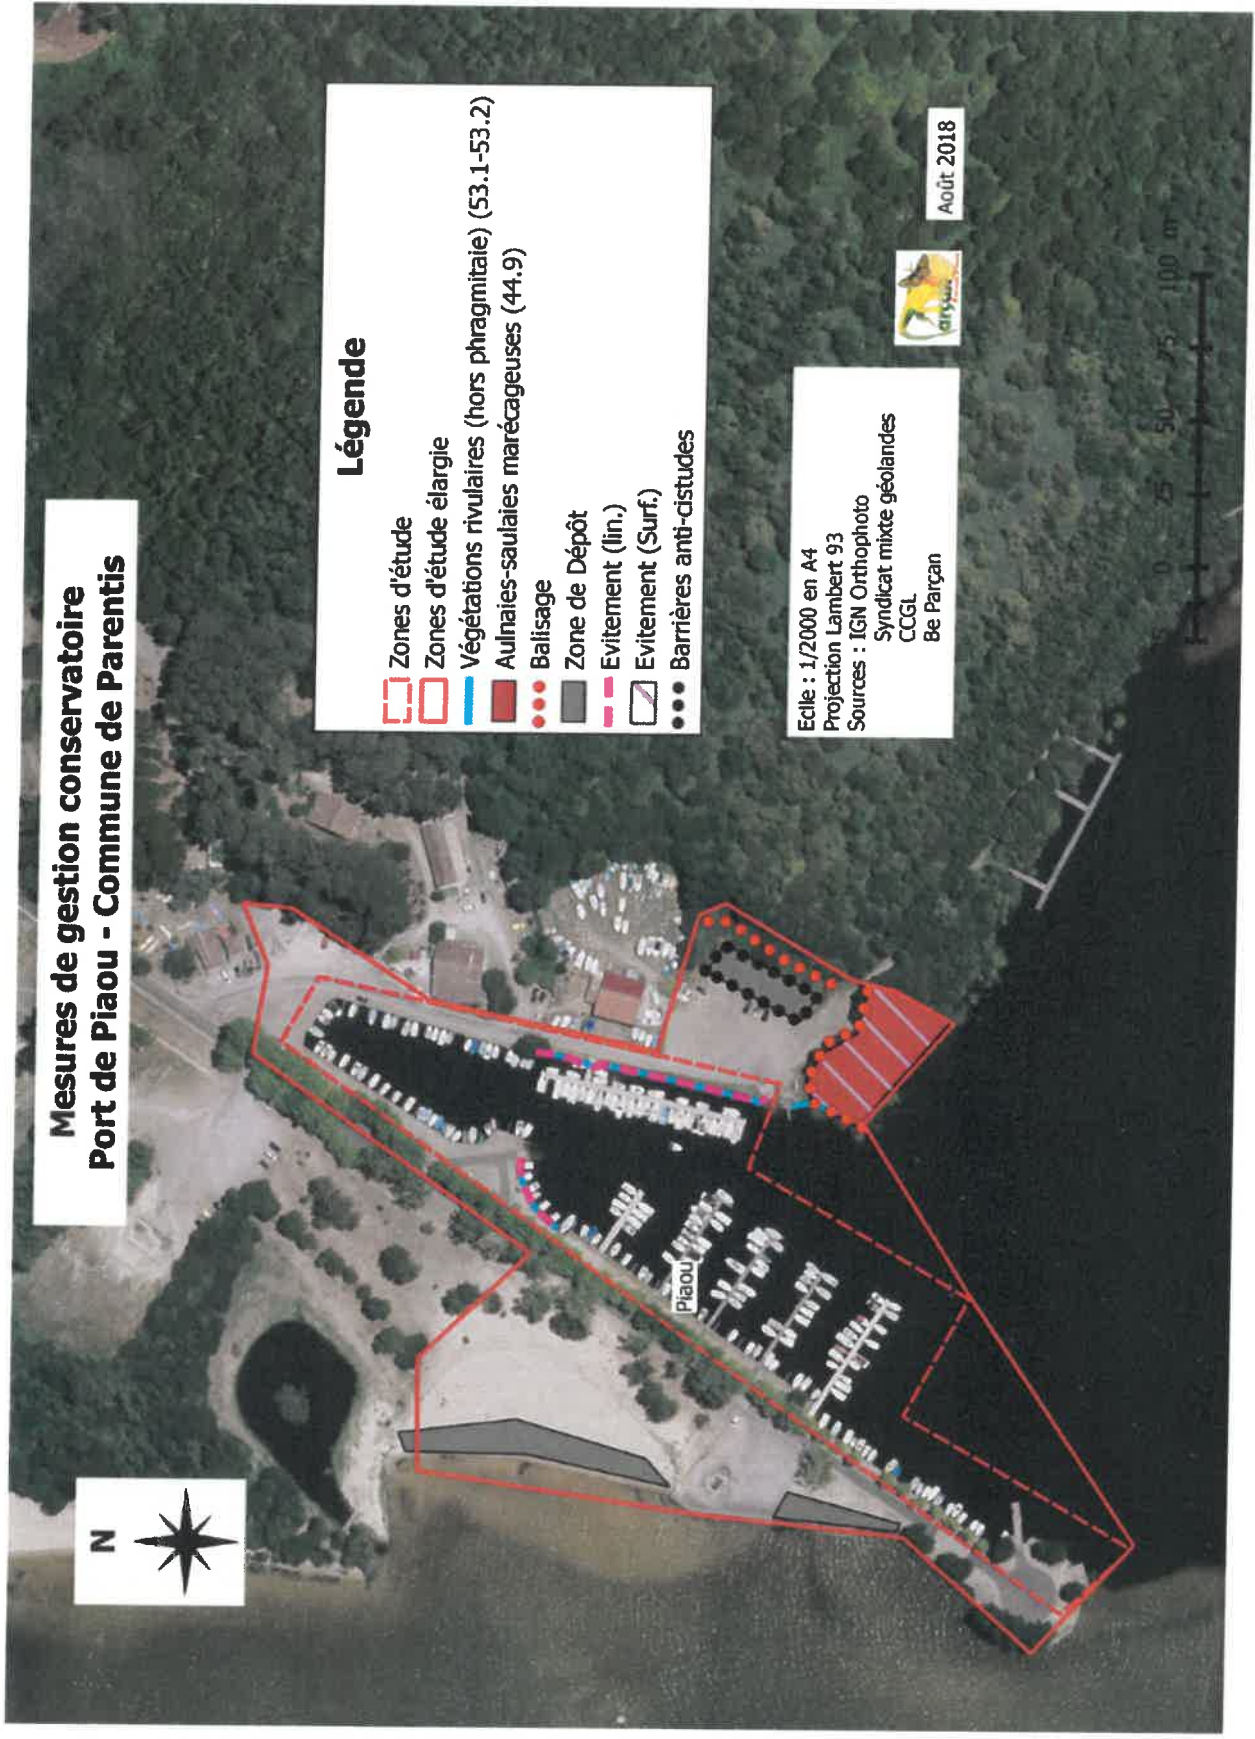 Mesures de gestion conservatoire
Port de Piaou - Commune de Parentis
N
Légende
Zones d'étude
Zones d'étude élargie
Végétations rivulaires (hors phragmitaie) (53.1-53.2)
Aulnaies-saulaies marécageuses (44.9)
Balisage
Zone de Dépôt
Evitement (lin.)
Evitement (Surf.)
Barrières anti-cistudes
Piaou
Eclle : 1/2000 en A4
Projection Lambert 93
Sources : IGN Orthophoto
Syndicat mixte géolandes
CCGL
Be Parçan
Août 2018
0 25 50 75 100 m